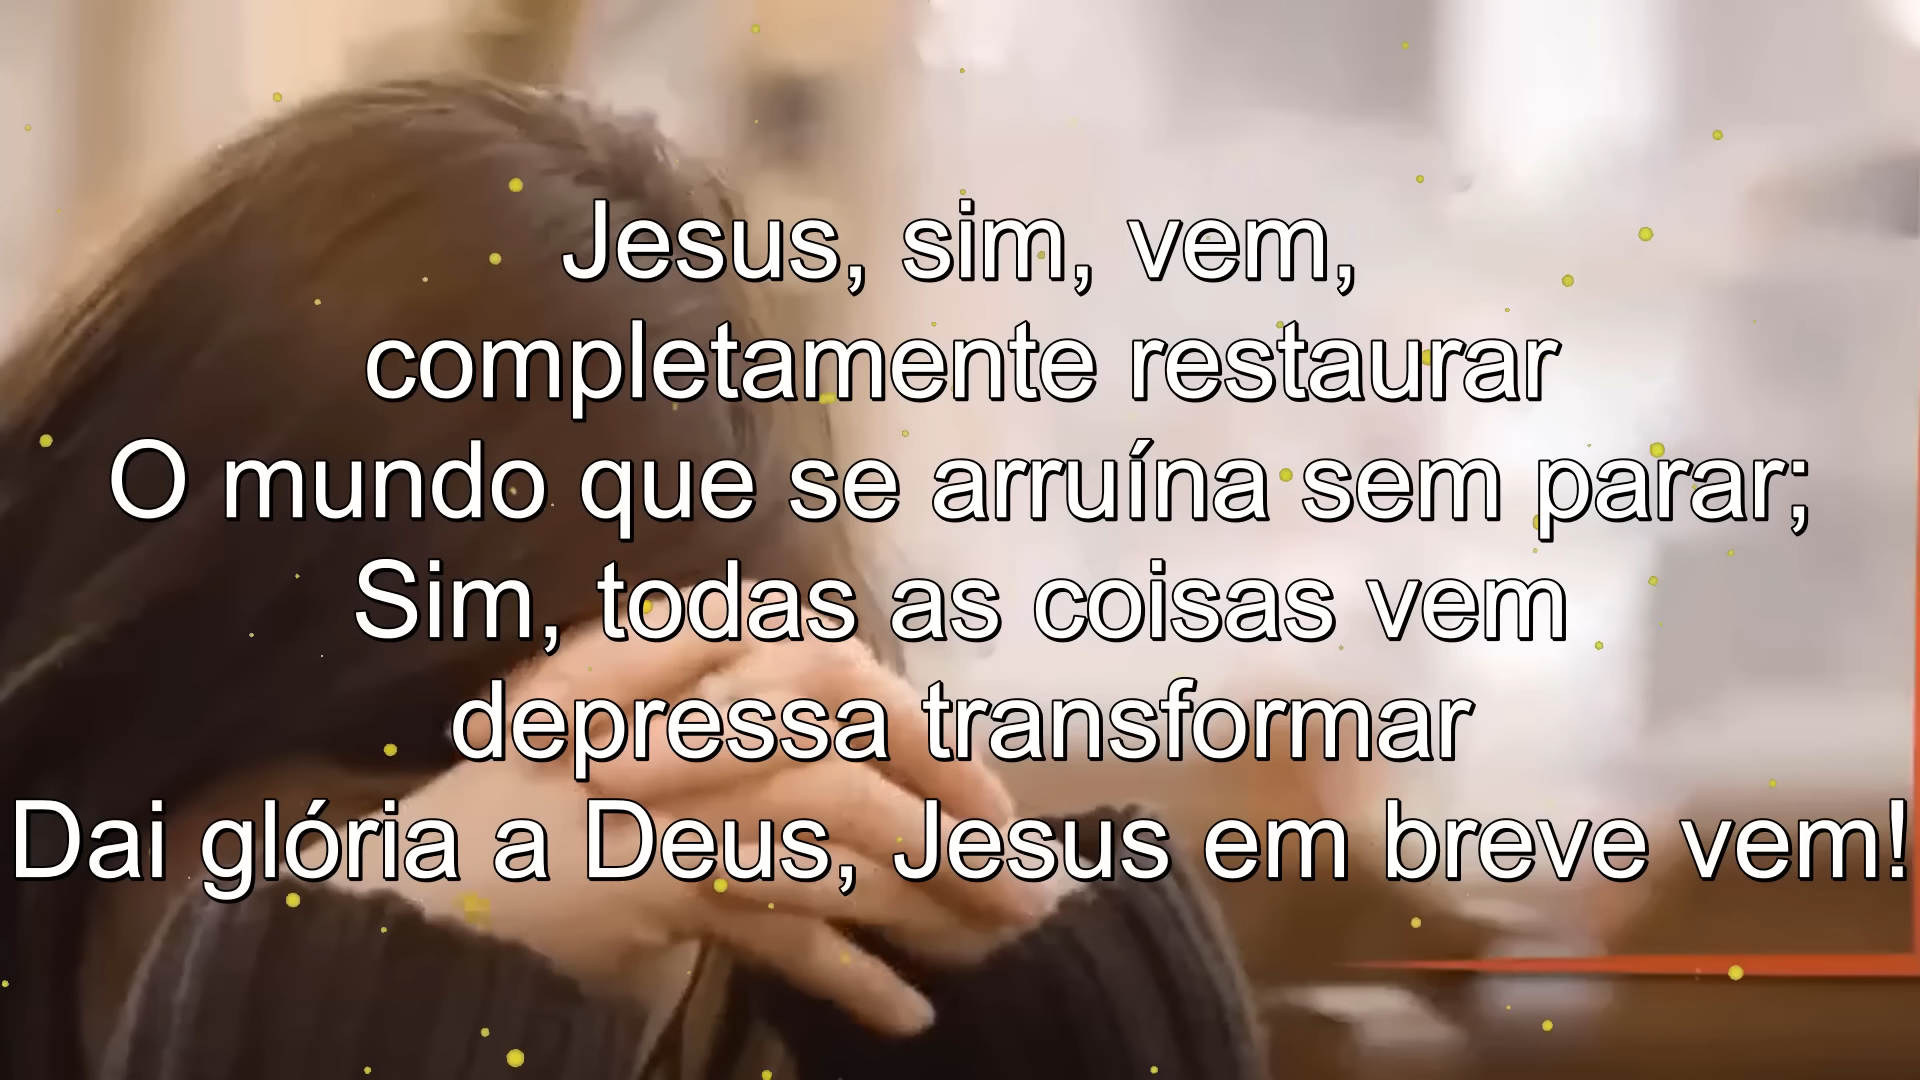 Jesus, sim, vem,
completamente restaurar
O mundo que se arruína sem parar;
Sim, todas as coisas vem
depressa transformar
Dai glória a Deus, Jesus em breve vem!